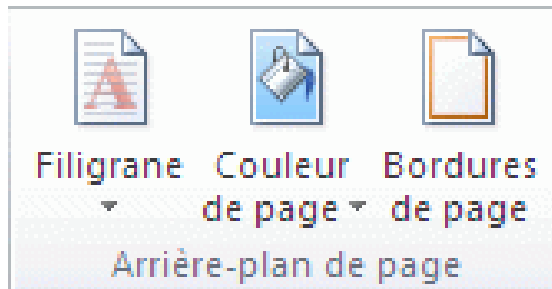 Filigrane Couleur Bordures
de page de page
Arrière-plan de page